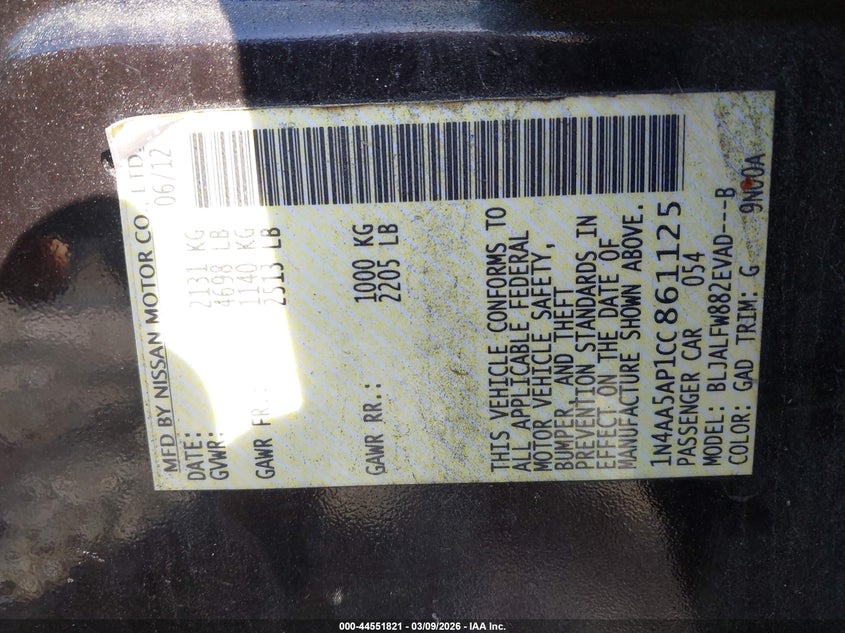 MFD BY NISSAN MOTOR CO., LTD.
DATE: 06/12
GVWR: 2131 KG
4698 LB
GAWR FR.: 1140 KG
2513 LB
GAWR RR.: 1000 KG
2205 LB
THIS VEHICLE CONFORMS TO
ALL APPLICABLE FEDERAL
MOTOR VEHICLE SAFETY,
BUMPER, AND THEFT
PREVENTION STANDARDS IN
EFFECT ON THE DATE OF
MANUFACTURE SHOWN ABOVE.
1N4AA5AP1CC861125
PASSENGER CAR 054
MODEL: BLJALFW882EVAD---B
COLOR: GAD TRIM: G
000-44551821 - 03/09/2026 - IAA Inc.